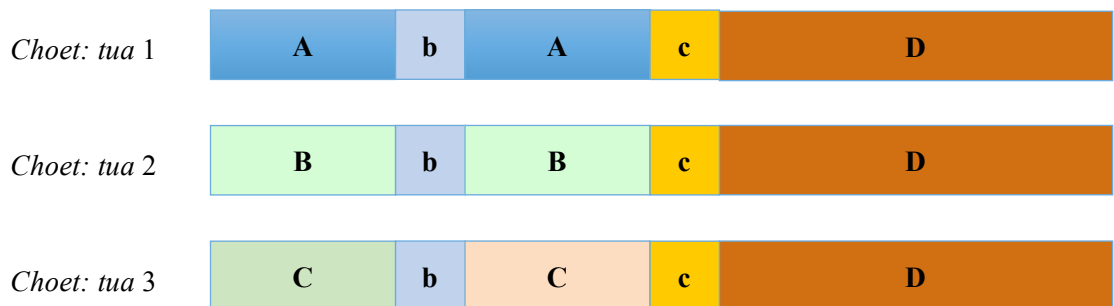 Choet: tua 1 A b A c D
Choet: tua 2 B b B c D
Choet: tua 3 C b C c D